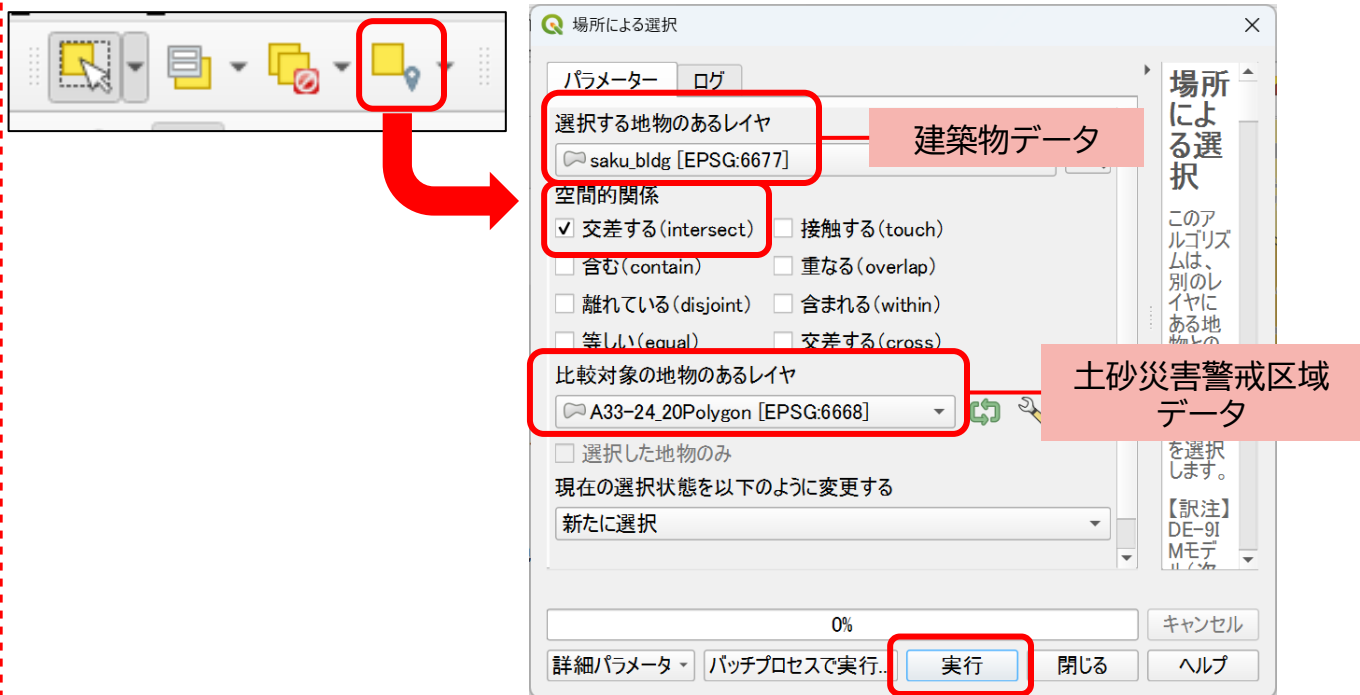 場所による選択
パラメーター
ログ
選択する地物のあるレイヤ
建築物データ
saku_bldg [EPSG:6677]
空間的関係
交差する(intersect)
接触する(touch)
含む(contain)
重なる(overlap)
離れている(disjoint)
含まれる(within)
等しい(equal)
交差する(cross)
比較対象の地物のあるレイヤ
土砂災害警戒区域
データ
A33-24_20Polygon [EPSG:6668]
選択した地物のみ
現在の選択状態を以下のように変更する
新たに選択
場所
によ
る選
択
このア
ルゴリズ
ムは、
別のレ
イヤに
ある地
物との
を選択
します。
【訳注】
DE-9I
Mモデ
0%
キャンセル
詳細パラメータ
バッチプロセスで実行...
実行
閉じる
ヘルプ